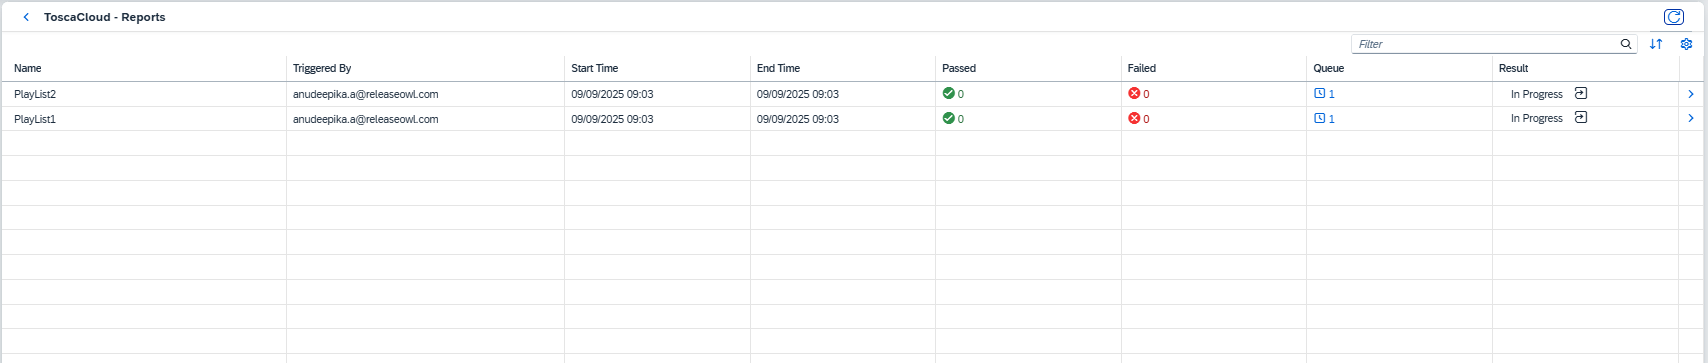 ToscaCloud - Reports
Filter
Name Triggered By Start Time End Time Passed Failed Queue Result
PlayList2 anudeepika.a@releaseowl.com 09/09/2025 09:03 09/09/2025 09:03 0 0 1 In Progress
PlayList1 anudeepika.a@releaseowl.com 09/09/2025 09:03 09/09/2025 09:03 0 0 1 In Progress